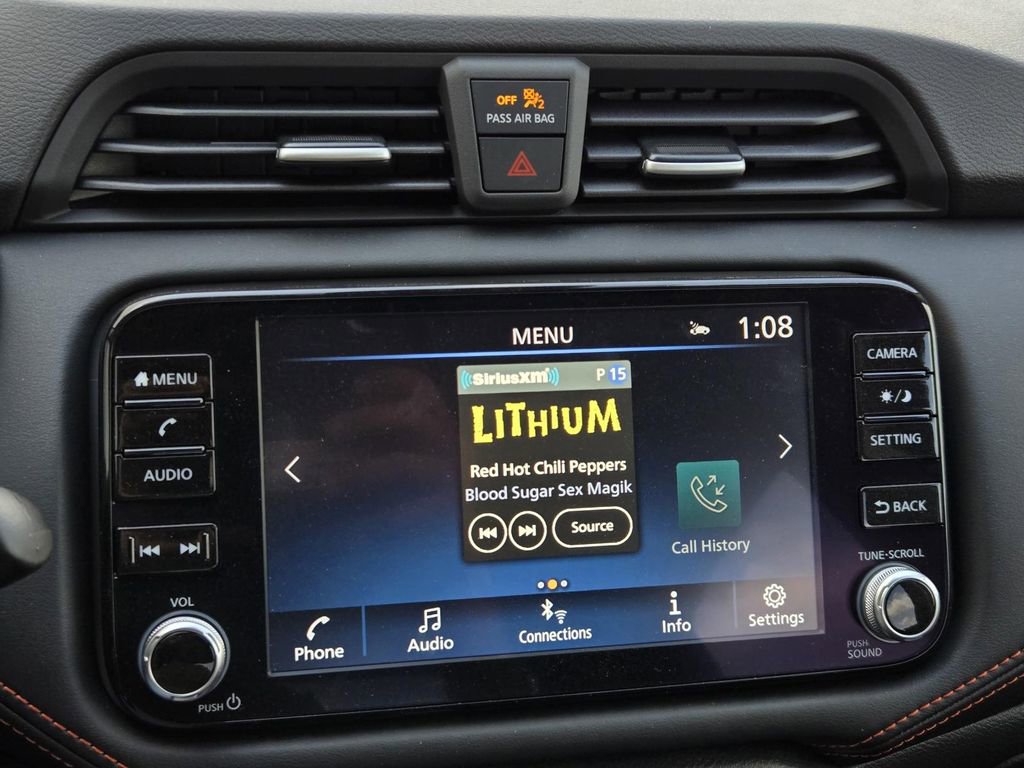 OFF 2
PASS AIR BAG
MENU
1:08
MENU
AUDIO
VOL
PUSH
SiriusXM
P 15
LiTHiUM
Red Hot Chili Peppers
Blood Sugar Sex Magik
Source
Call History
Phone
Audio
Connections
Info
Settings
CAMERA
SETTING
BACK
TUNE·SCROLL
PUSH
SOUND